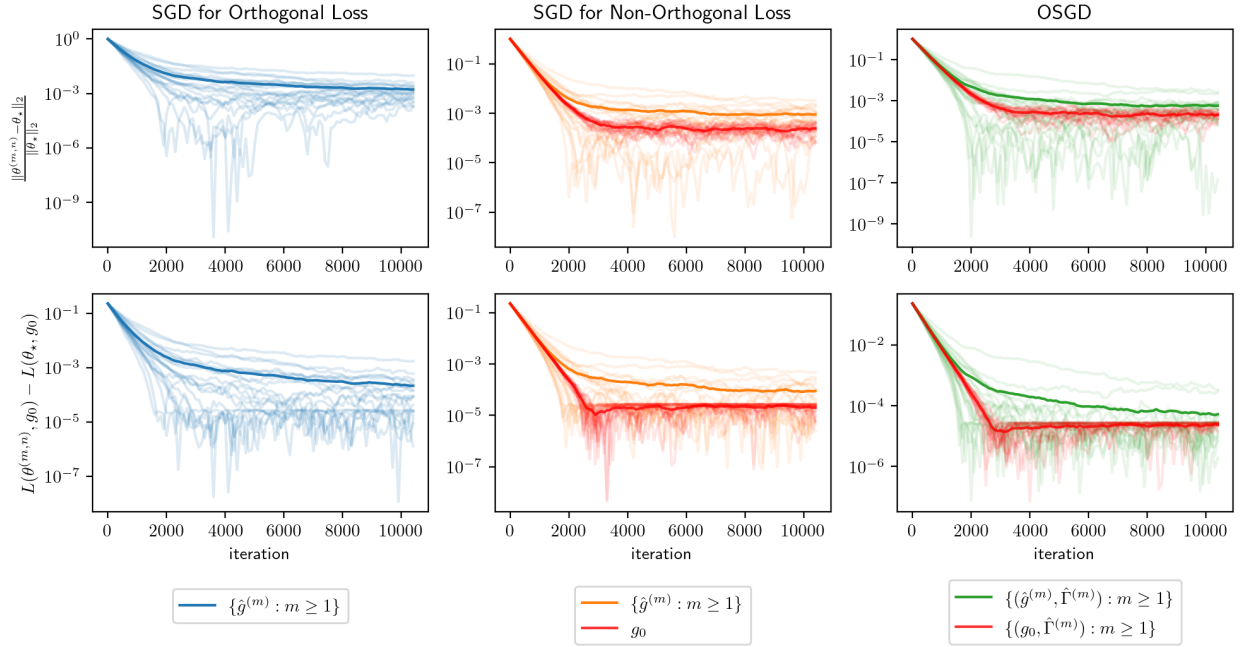 SGD for Orthogonal Loss
SGD for Non-Orthogonal Loss
OSGD
||θ^{(m,n)} − θ⋆||₂ / ||θ⋆||₂
10^0
10^{-3}
10^{-6}
10^{-9}
0 2000 4000 6000 8000 10000
10^{-1}
10^{-3}
10^{-5}
10^{-7}
0 2000 4000 6000 8000 10000
10^{-1}
10^{-3}
10^{-5}
10^{-7}
10^{-9}
0 2000 4000 6000 8000 10000
L(θ^{(m,n)}, g₀) − L(θ⋆, g₀)
10^{-1}
10^{-3}
10^{-5}
10^{-7}
0 2000 4000 6000 8000 10000
iteration
10^{-1}
10^{-3}
10^{-5}
10^{-7}
0 2000 4000 6000 8000 10000
iteration
10^{-2}
10^{-4}
10^{-6}
0 2000 4000 6000 8000 10000
iteration
{ĝ^{(m)} : m ≥ 1}
{ĝ^{(m)} : m ≥ 1}
g₀
{(ĝ^{(m)}, Γ̂^{(m)}) : m ≥ 1}
{(g₀, Γ̂^{(m)}) : m ≥ 1}